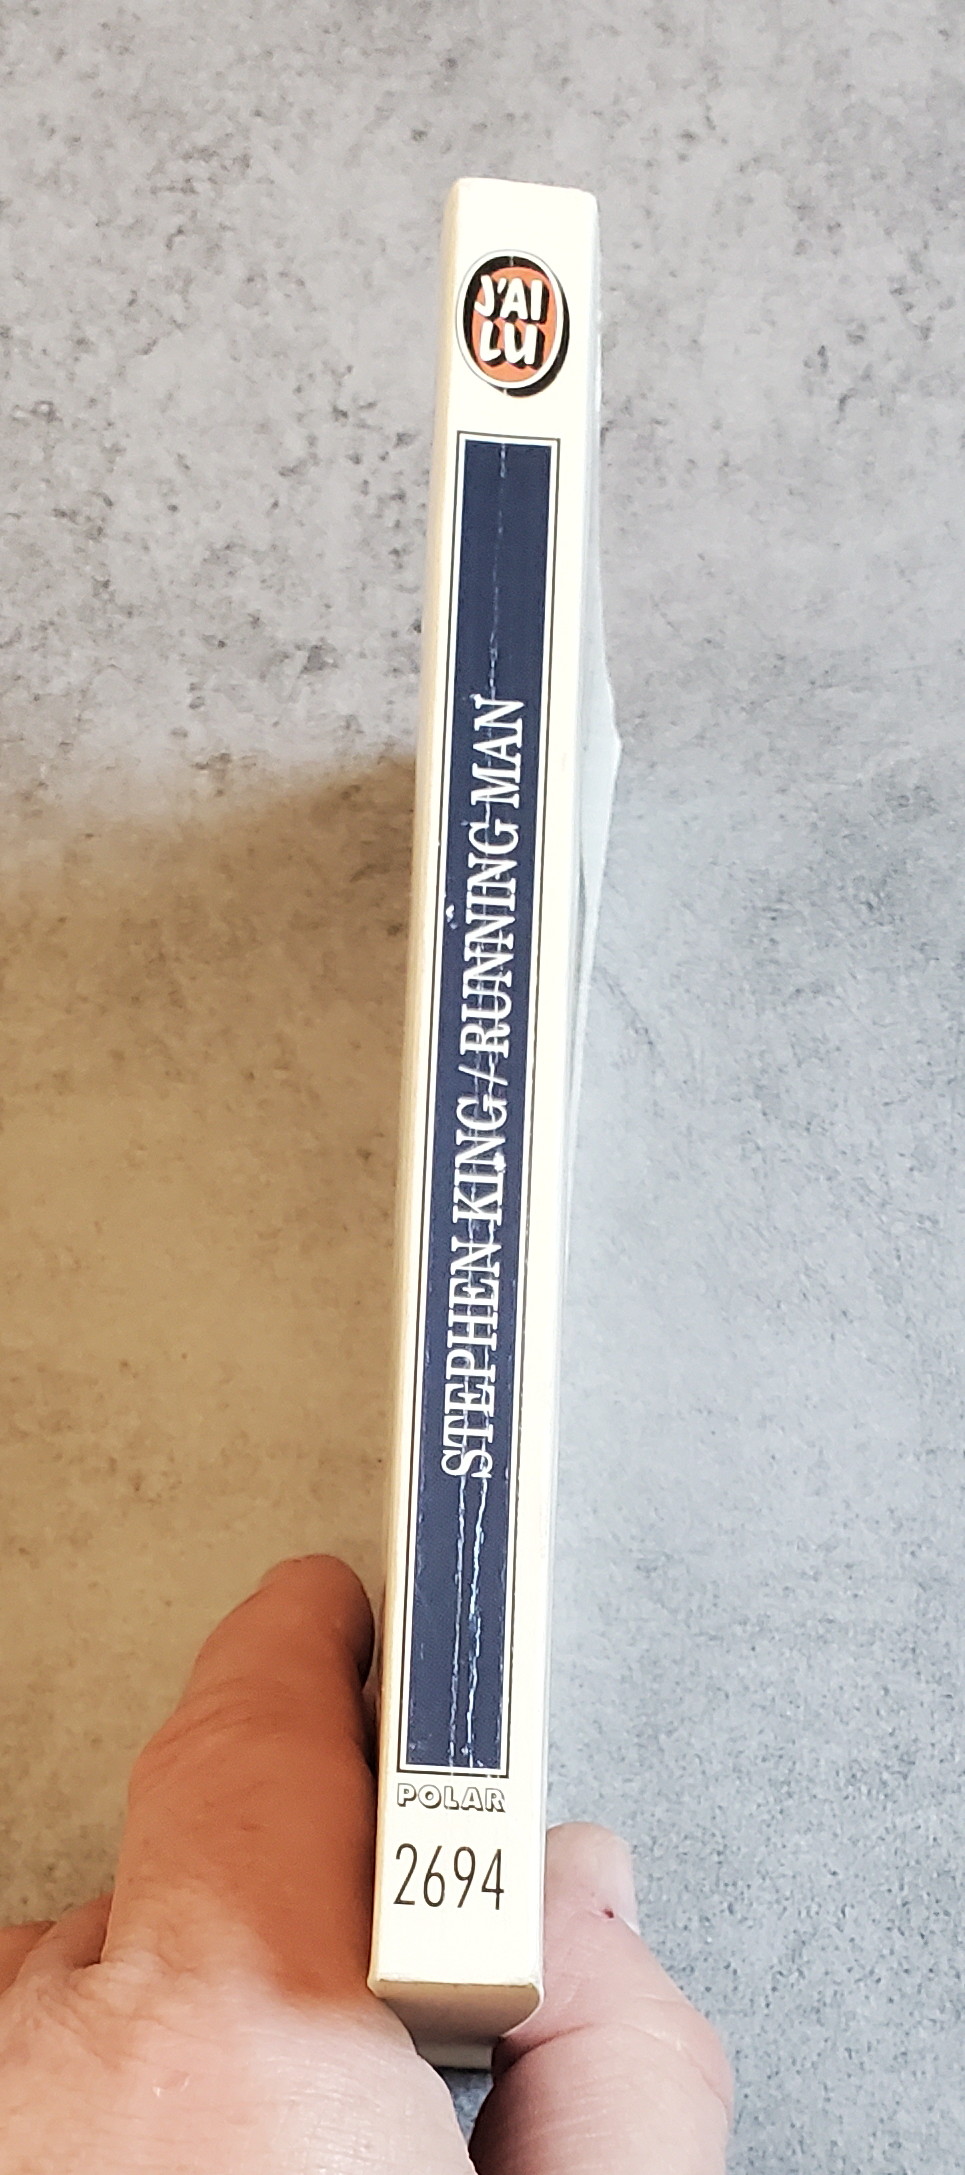 J'AI
LU
STEPHEN KING / RUNNING MAN
POLAR
2694